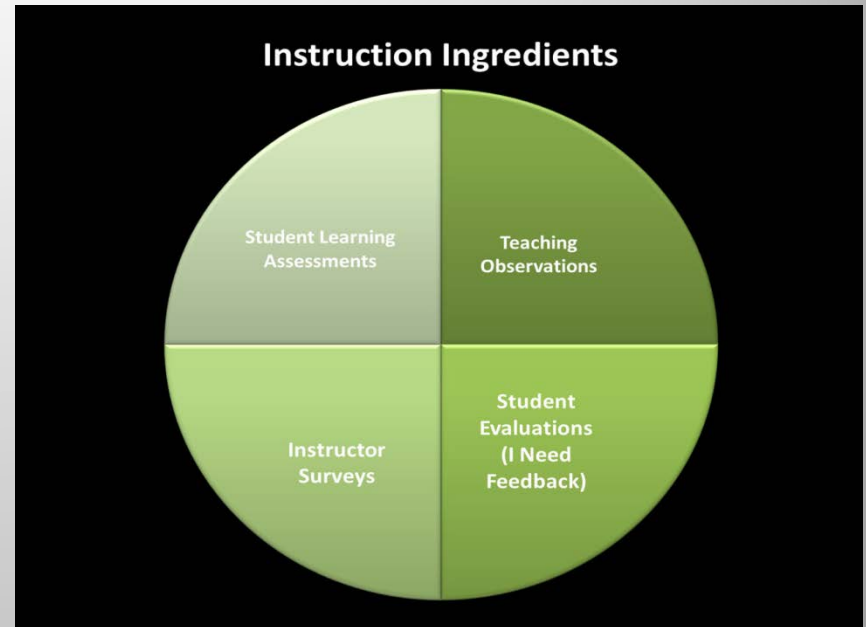 Instruction Ingredients
Student Learning
Assessments
Teaching
Observations
Instructor
Surveys
Student
Evaluations
(I Need
Feedback)